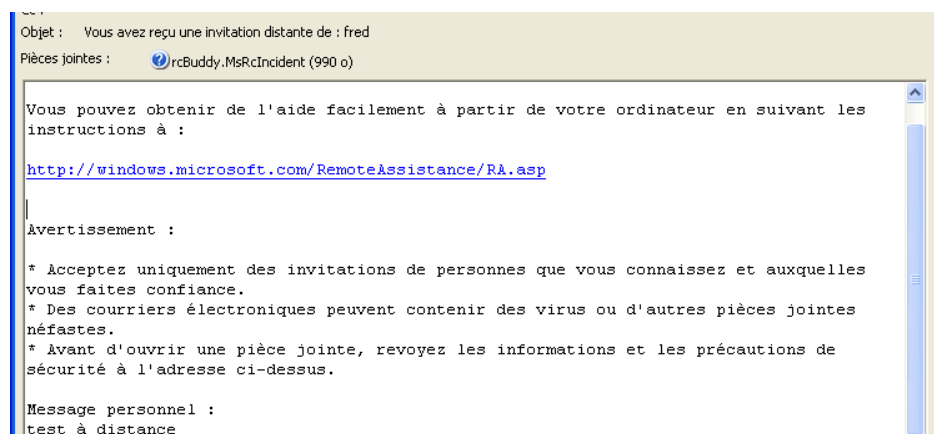 Objet : Vous avez reçu une invitation distante de : fred
Pièces jointes : rcBuddy.MsRcIncident (990 o)
Vous pouvez obtenir de l'aide facilement à partir de votre ordinateur en suivant les
instructions à :
http://windows.microsoft.com/RemoteAssistance/RA.asp
Avertissement :
* Acceptez uniquement des invitations de personnes que vous connaissez et auxquelles
vous faites confiance.
* Des courriers électroniques peuvent contenir des virus ou d'autres pièces jointes
néfastes.
* Avant d'ouvrir une pièce jointe, revoyez les informations et les précautions de
sécurité à l'adresse ci-dessus.
Message personnel :
test à distance